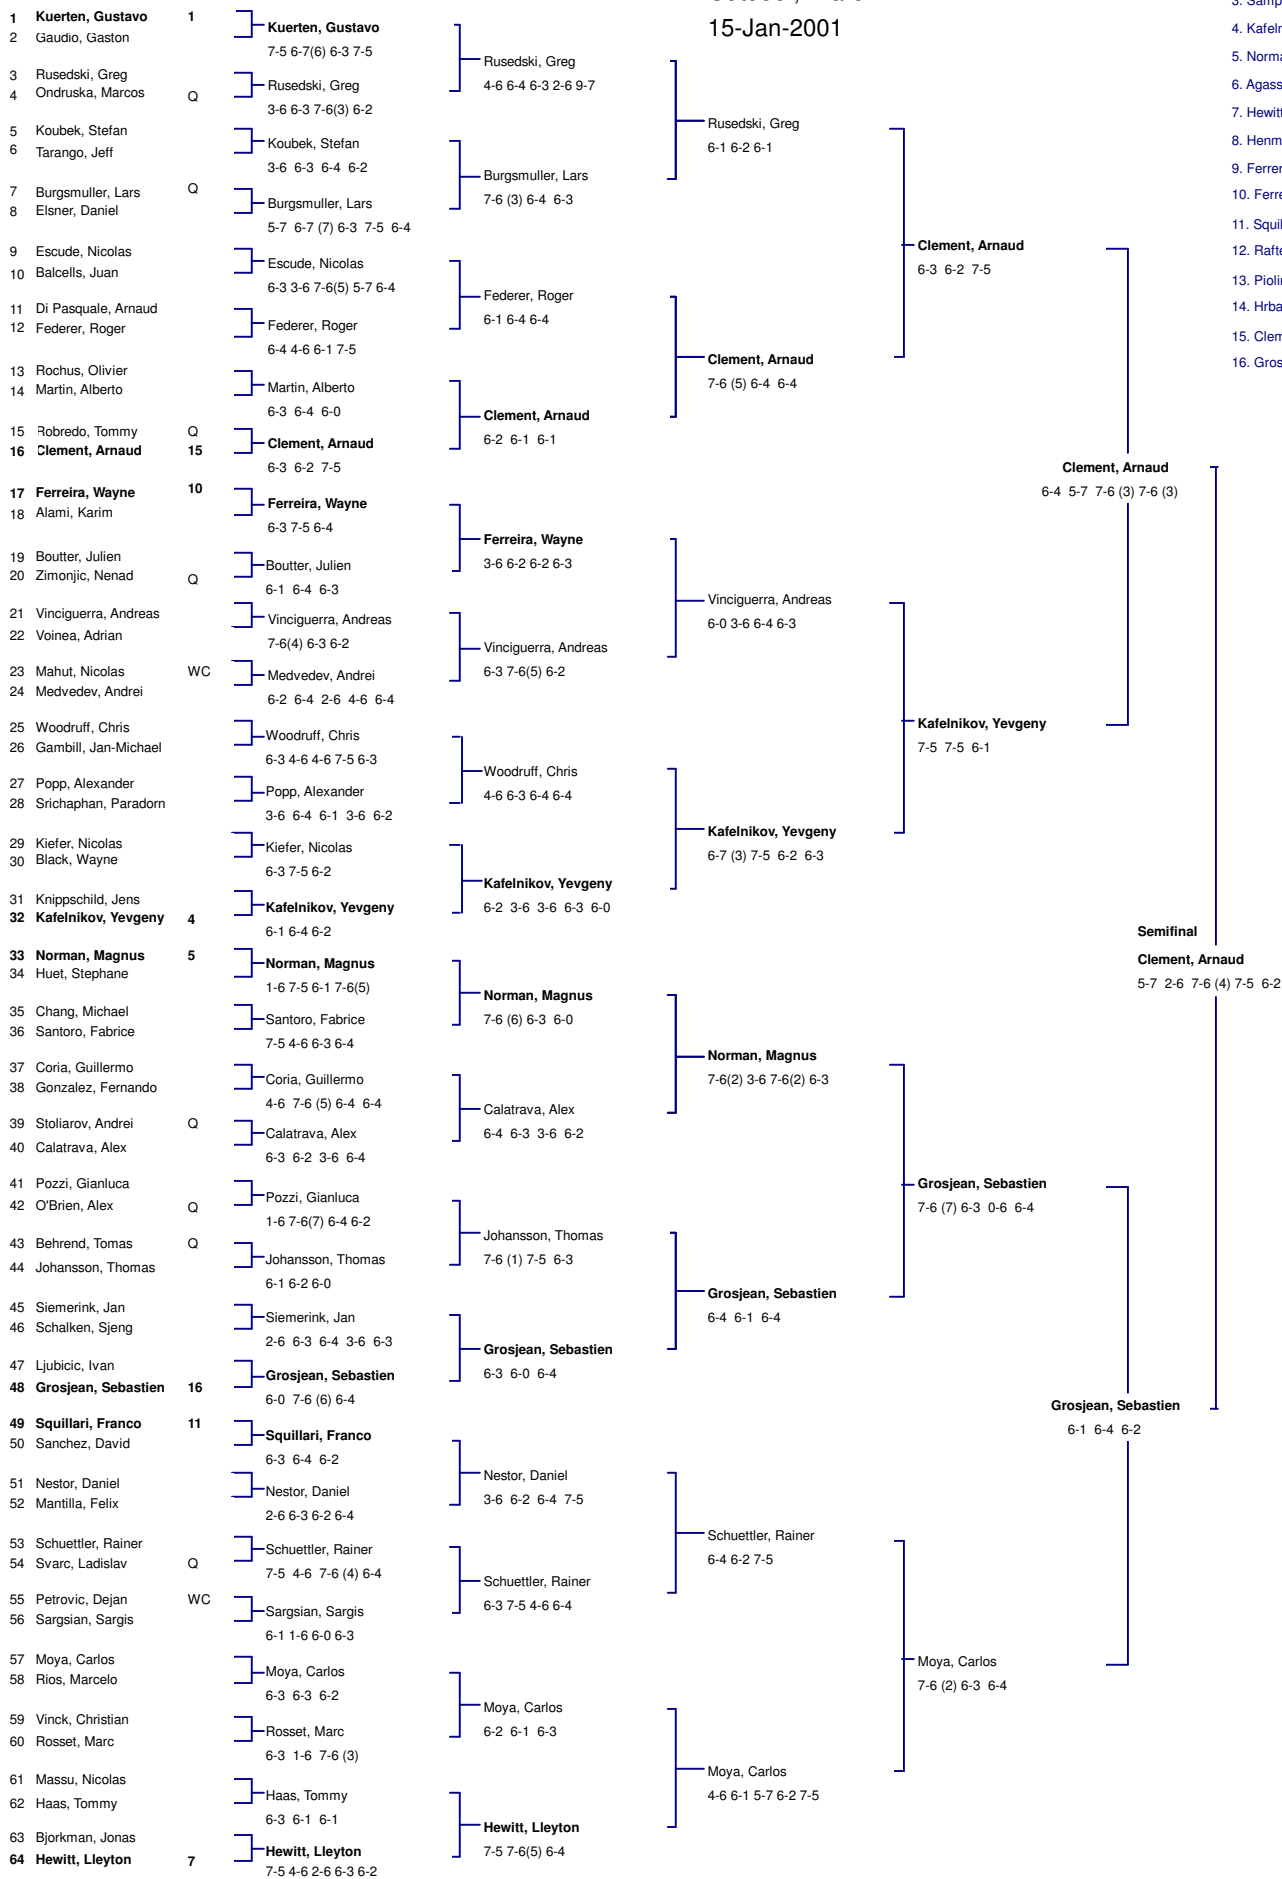 15-Jan-2001
4. Kafeln
5. Norma
6. Agass
7. Hewitt
8. Henm
9. Ferrer
10. Ferre
11. Squil
12. Rafte
13. Piolin
14. Hrba
15. Clem
16. Gros
1 Kuerten, Gustavo 1
2 Gaudio, Gaston
3 Rusedski, Greg
4 Ondruska, Marcos Q
5 Koubek, Stefan
6 Tarango, Jeff
7 Burgsmuller, Lars Q
8 Elsner, Daniel
9 Escude, Nicolas
10 Balcells, Juan
11 Di Pasquale, Arnaud
12 Federer, Roger
13 Rochus, Olivier
14 Martin, Alberto
15 Robredo, Tommy Q
16 Clement, Arnaud 15
17 Ferreira, Wayne 10
18 Alami, Karim
19 Boutter, Julien
20 Zimonjic, Nenad Q
21 Vinciguerra, Andreas
22 Voinea, Adrian
23 Mahut, Nicolas WC
24 Medvedev, Andrei
25 Woodruff, Chris
26 Gambill, Jan-Michael
27 Popp, Alexander
28 Srichaphan, Paradorn
29 Kiefer, Nicolas
30 Black, Wayne
31 Knippschild, Jens
32 Kafelnikov, Yevgeny 4
33 Norman, Magnus 5
34 Huet, Stephane
35 Chang, Michael
36 Santoro, Fabrice
37 Coria, Guillermo
38 Gonzalez, Fernando
39 Stoliarov, Andrei Q
40 Calatrava, Alex
41 Pozzi, Gianluca
42 O'Brien, Alex Q
43 Behrend, Tomas Q
44 Johansson, Thomas
45 Siemerink, Jan
46 Schalken, Sjeng
47 Ljubicic, Ivan
48 Grosjean, Sebastien 16
49 Squillari, Franco 11
50 Sanchez, David
51 Nestor, Daniel
52 Mantilla, Felix
53 Schuettler, Rainer
54 Svarc, Ladislav Q
55 Petrovic, Dejan WC
56 Sargsian, Sargis
57 Moya, Carlos
58 Rios, Marcelo
59 Vinck, Christian
60 Rosset, Marc
61 Massu, Nicolas
62 Haas, Tommy
63 Bjorkman, Jonas
64 Hewitt, Lleyton 7
Kuerten, Gustavo
7-5 6-7(6) 6-3 7-5
Rusedski, Greg
3-6 6-3 7-6(3) 6-2
Koubek, Stefan
3-6 6-3 6-4 6-2
Burgsmuller, Lars
5-7 6-7 (7) 6-3 7-5 6-4
Escude, Nicolas
6-3 3-6 7-6(5) 5-7 6-4
Federer, Roger
6-4 4-6 6-1 7-5
Martin, Alberto
6-3 6-4 6-0
Clement, Arnaud
6-3 6-2 7-5
Ferreira, Wayne
6-3 7-5 6-4
Boutter, Julien
6-1 6-4 6-3
Vinciguerra, Andreas
7-6(4) 6-3 6-2
Medvedev, Andrei
6-2 6-4 2-6 4-6 6-4
Woodruff, Chris
6-3 4-6 4-6 7-5 6-3
Popp, Alexander
3-6 6-4 6-1 3-6 6-2
Kiefer, Nicolas
6-3 7-5 6-2
Kafelnikov, Yevgeny
6-1 6-4 6-2
Norman, Magnus
1-6 7-5 6-1 7-6(5)
Santoro, Fabrice
7-5 4-6 6-3 6-4
Coria, Guillermo
4-6 7-6 (5) 6-4 6-4
Calatrava, Alex
6-3 6-2 3-6 6-4
Pozzi, Gianluca
1-6 7-6(7) 6-4 6-2
Johansson, Thomas
6-1 6-2 6-0
Siemerink, Jan
2-6 6-3 6-4 3-6 6-3
Grosjean, Sebastien
6-0 7-6 (6) 6-4
Squillari, Franco
6-3 6-4 6-2
Nestor, Daniel
2-6 6-3 6-2 6-4
Schuettler, Rainer
7-5 4-6 7-6 (4) 6-4
Sargsian, Sargis
6-1 1-6 6-0 6-3
Moya, Carlos
6-3 6-3 6-2
Rosset, Marc
6-3 1-6 7-6 (3)
Haas, Tommy
6-3 6-1 6-1
Hewitt, Lleyton
7-5 4-6 2-6 6-3 6-2
Rusedski, Greg
4-6 6-4 6-3 2-6 9-7
Burgsmuller, Lars
7-6 (3) 6-4 6-3
Federer, Roger
6-1 6-4 6-4
Clement, Arnaud
6-2 6-1 6-1
Ferreira, Wayne
3-6 6-2 6-2 6-3
Vinciguerra, Andreas
6-3 7-6(5) 6-2
Woodruff, Chris
4-6 6-3 6-4 6-4
Kafelnikov, Yevgeny
6-2 3-6 3-6 6-3 6-0
Norman, Magnus
7-6 (6) 6-3 6-0
Calatrava, Alex
6-4 6-3 3-6 6-2
Johansson, Thomas
7-6 (1) 7-5 6-3
Grosjean, Sebastien
6-3 6-0 6-4
Nestor, Daniel
3-6 6-2 6-4 7-5
Schuettler, Rainer
6-3 7-5 4-6 6-4
Moya, Carlos
6-2 6-1 6-3
Hewitt, Lleyton
7-5 7-6(5) 6-4
Rusedski, Greg
6-1 6-2 6-1
Clement, Arnaud
7-6 (5) 6-4 6-4
Vinciguerra, Andreas
6-0 3-6 6-4 6-3
Kafelnikov, Yevgeny
6-7 (3) 7-5 6-2 6-3
Norman, Magnus
7-6(2) 3-6 7-6(2) 6-3
Grosjean, Sebastien
6-4 6-1 6-4
Schuettler, Rainer
6-4 6-2 7-5
Moya, Carlos
4-6 6-1 5-7 6-2 7-5
Clement, Arnaud
6-3 6-2 7-5
Kafelnikov, Yevgeny
7-5 7-5 6-1
Grosjean, Sebastien
7-6 (7) 6-3 0-6 6-4
Moya, Carlos
7-6 (2) 6-3 6-4
Clement, Arnaud
6-4 5-7 7-6 (3) 7-6 (3)
Grosjean, Sebastien
6-1 6-4 6-2
Semifinal
Clement, Arnaud
5-7 2-6 7-6 (4) 7-5 6-2